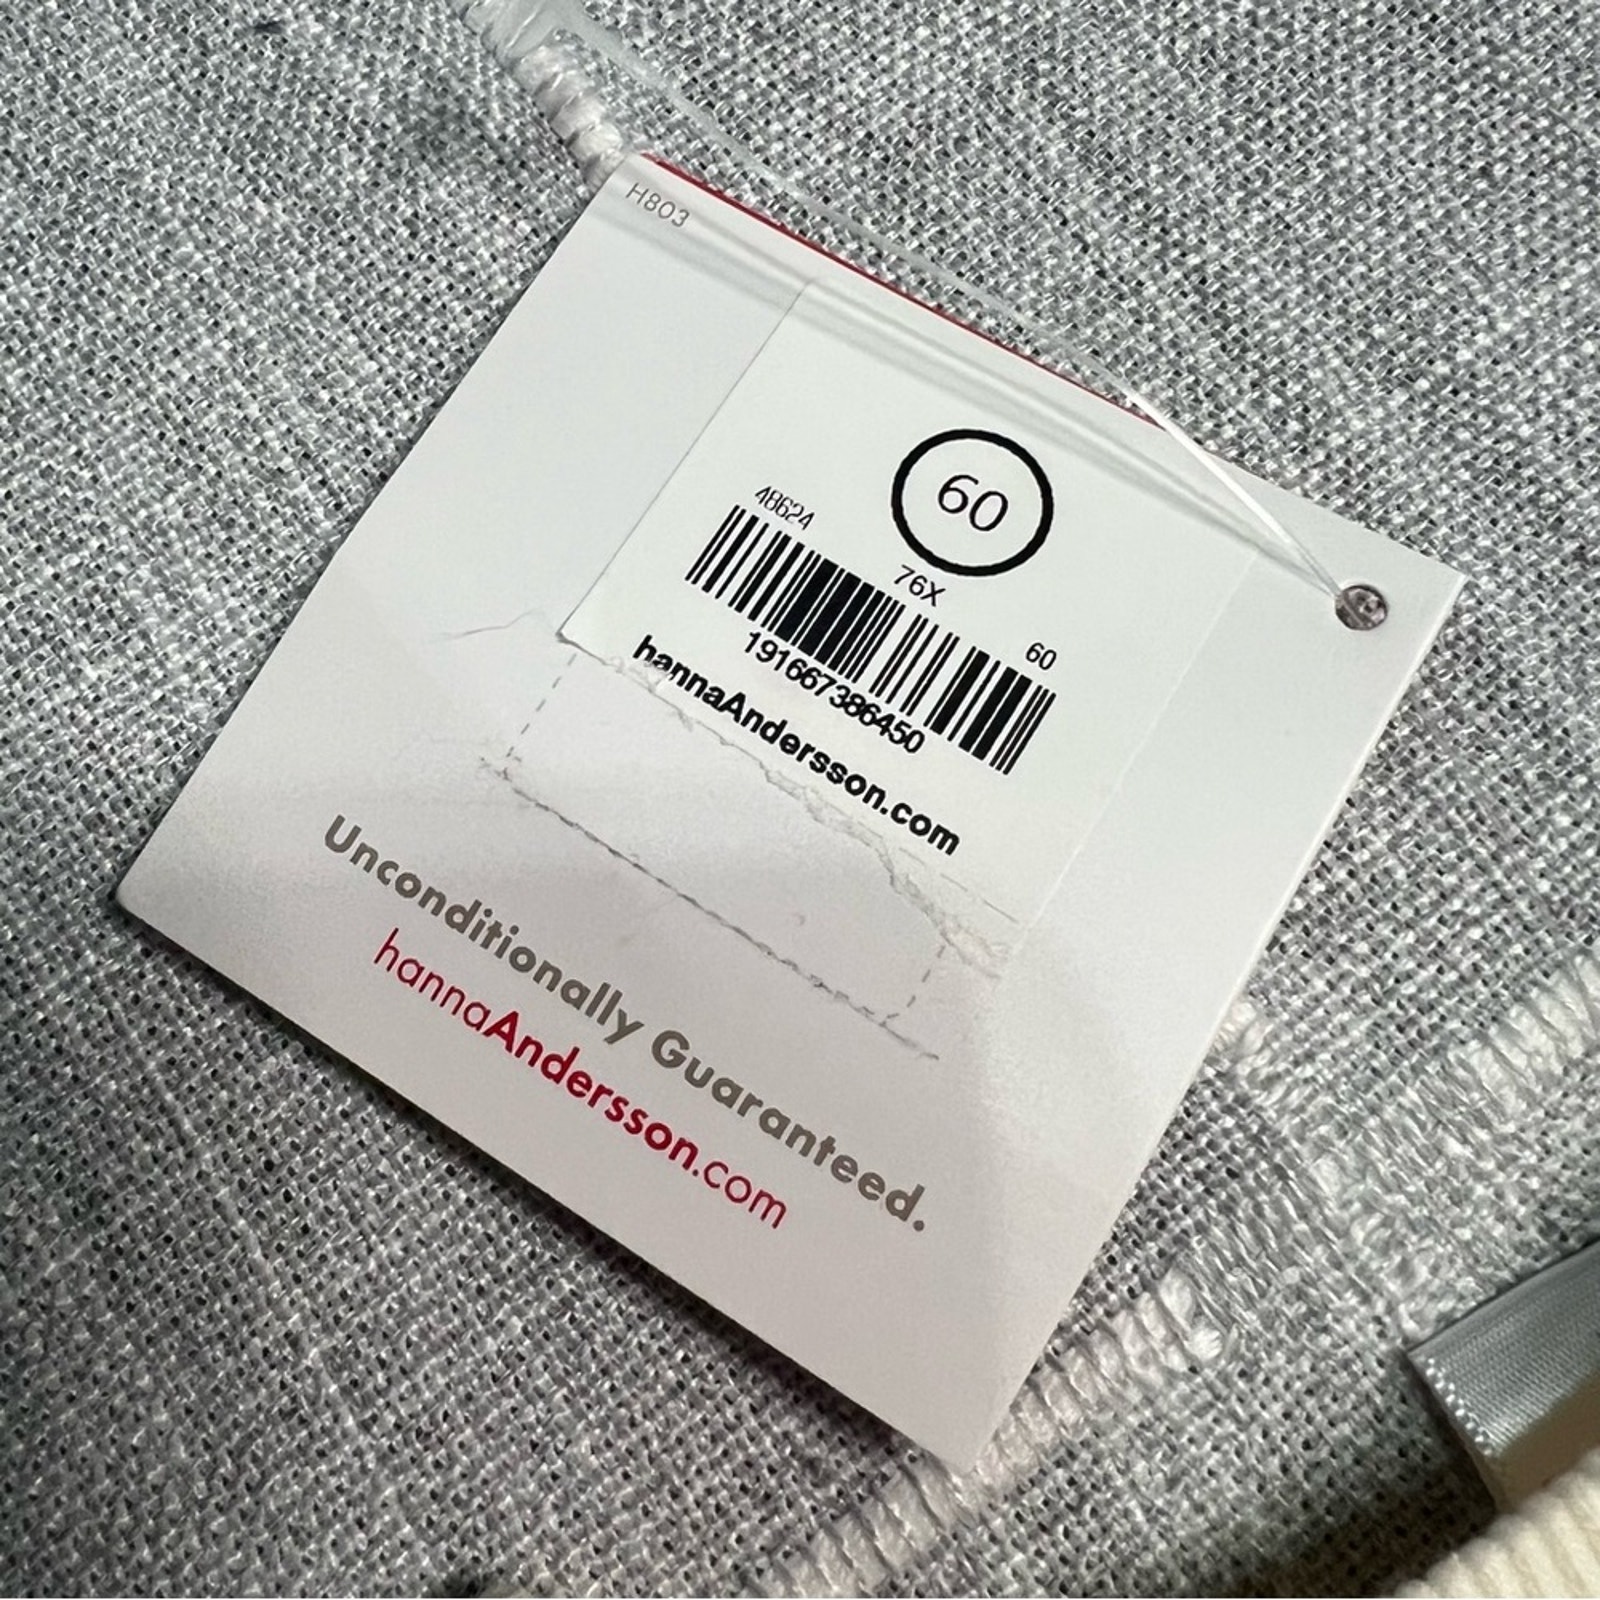 H803
60
48624
76X
60
191667386450
hannaAndersson.com
Unconditionally Guaranteed.
hannaAndersson.com